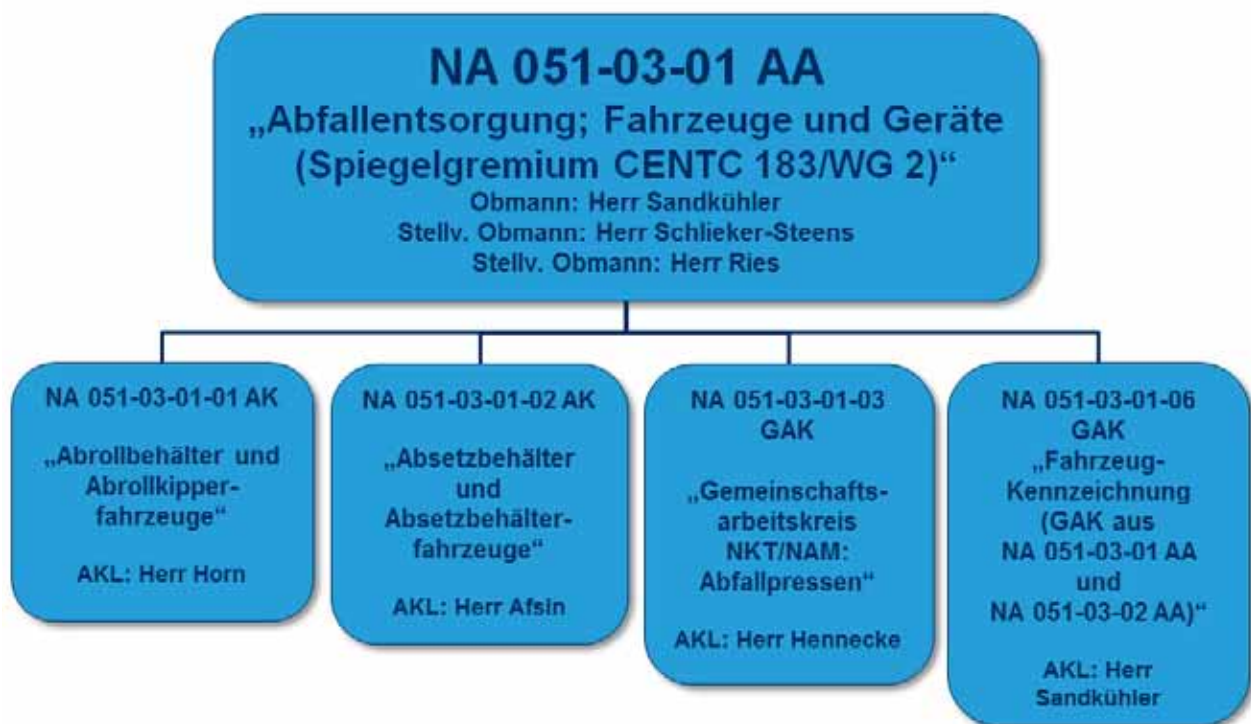 NA 051-03-01 AA
„Abfallentsorgung; Fahrzeuge und Geräte
(Spiegelgremium CENTC 183/WG 2)“
Obmann: Herr Sandkühler
Stellv. Obmann: Herr Schlieker-Steens
Stellv. Obmann: Herr Ries
NA 051-03-01-01 AK
„Abrollbehälter und
Abrollkipper-
fahrzeuge“
AKL: Herr Horn
NA 051-03-01-02 AK
„Absetzbehälter
und
Absetzbehälter-
fahrzeuge“
AKL: Herr Afsin
NA 051-03-01-03
GAK
„Gemeinschafts-
arbeitskreis
NKT/NAM:
Abfallpressen“
AKL: Herr Hennecke
NA 051-03-01-06
GAK
„Fahrzeug-
Kennzeichnung
(GAK aus
NA 051-03-01 AA
und
NA 051-03-02 AA)“
AKL: Herr
Sandkühler